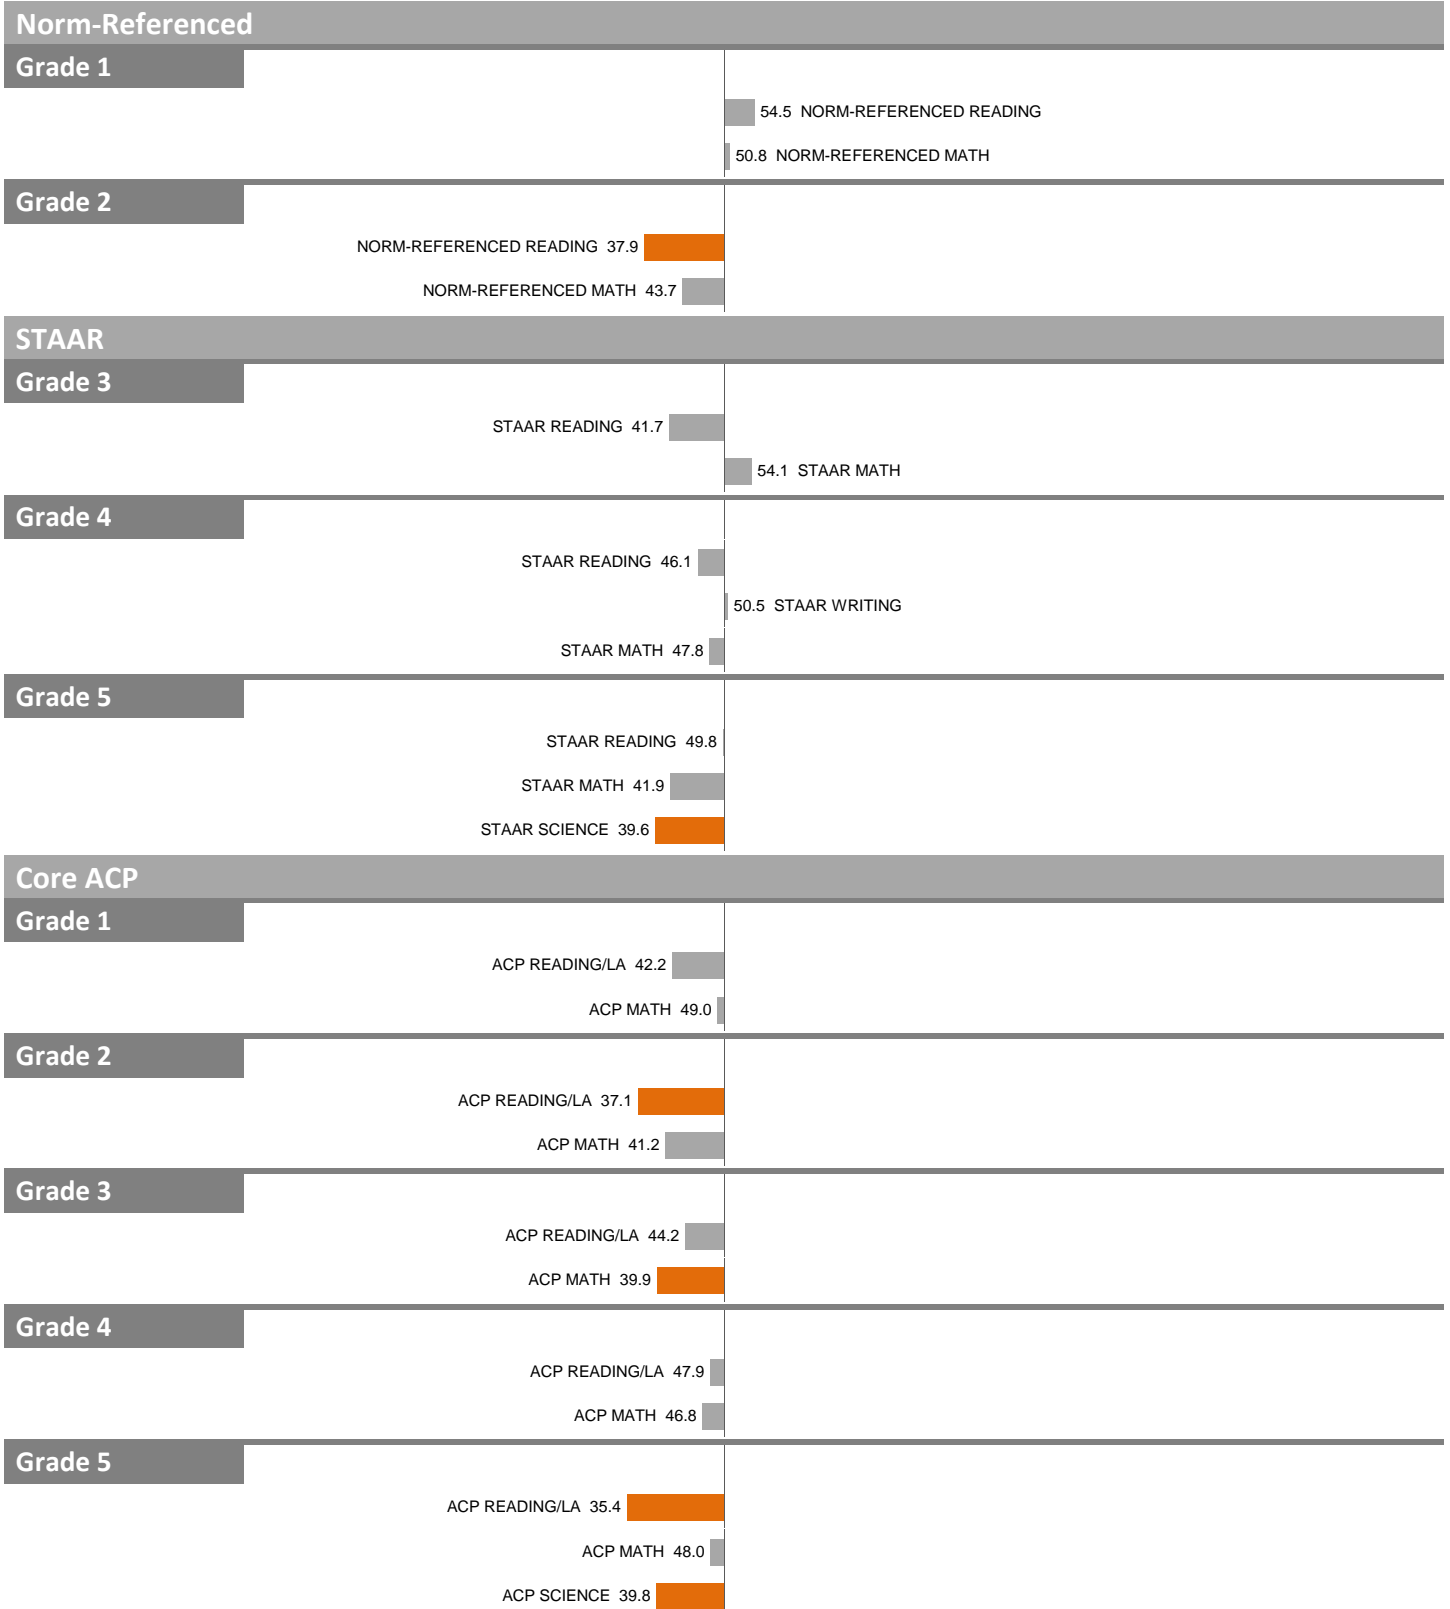 Norm-Referenced
Grade 1
54.5 NORM-REFERENCED READING
50.8 NORM-REFERENCED MATH
Grade 2
NORM-REFERENCED READING 37.9
NORM-REFERENCED MATH 43.7
STAAR
Grade 3
STAAR READING 41.7
54.1 STAAR MATH
Grade 4
STAAR READING 46.1
50.5 STAAR WRITING
STAAR MATH 47.8
Grade 5
STAAR READING 49.8
STAAR MATH 41.9
STAAR SCIENCE 39.6
Core ACP
Grade 1
ACP READING/LA 42.2
ACP MATH 49.0
Grade 2
ACP READING/LA 37.1
ACP MATH 41.2
Grade 3
ACP READING/LA 44.2
ACP MATH 39.9
Grade 4
ACP READING/LA 47.9
ACP MATH 46.8
Grade 5
ACP READING/LA 35.4
ACP MATH 48.0
ACP SCIENCE 39.8